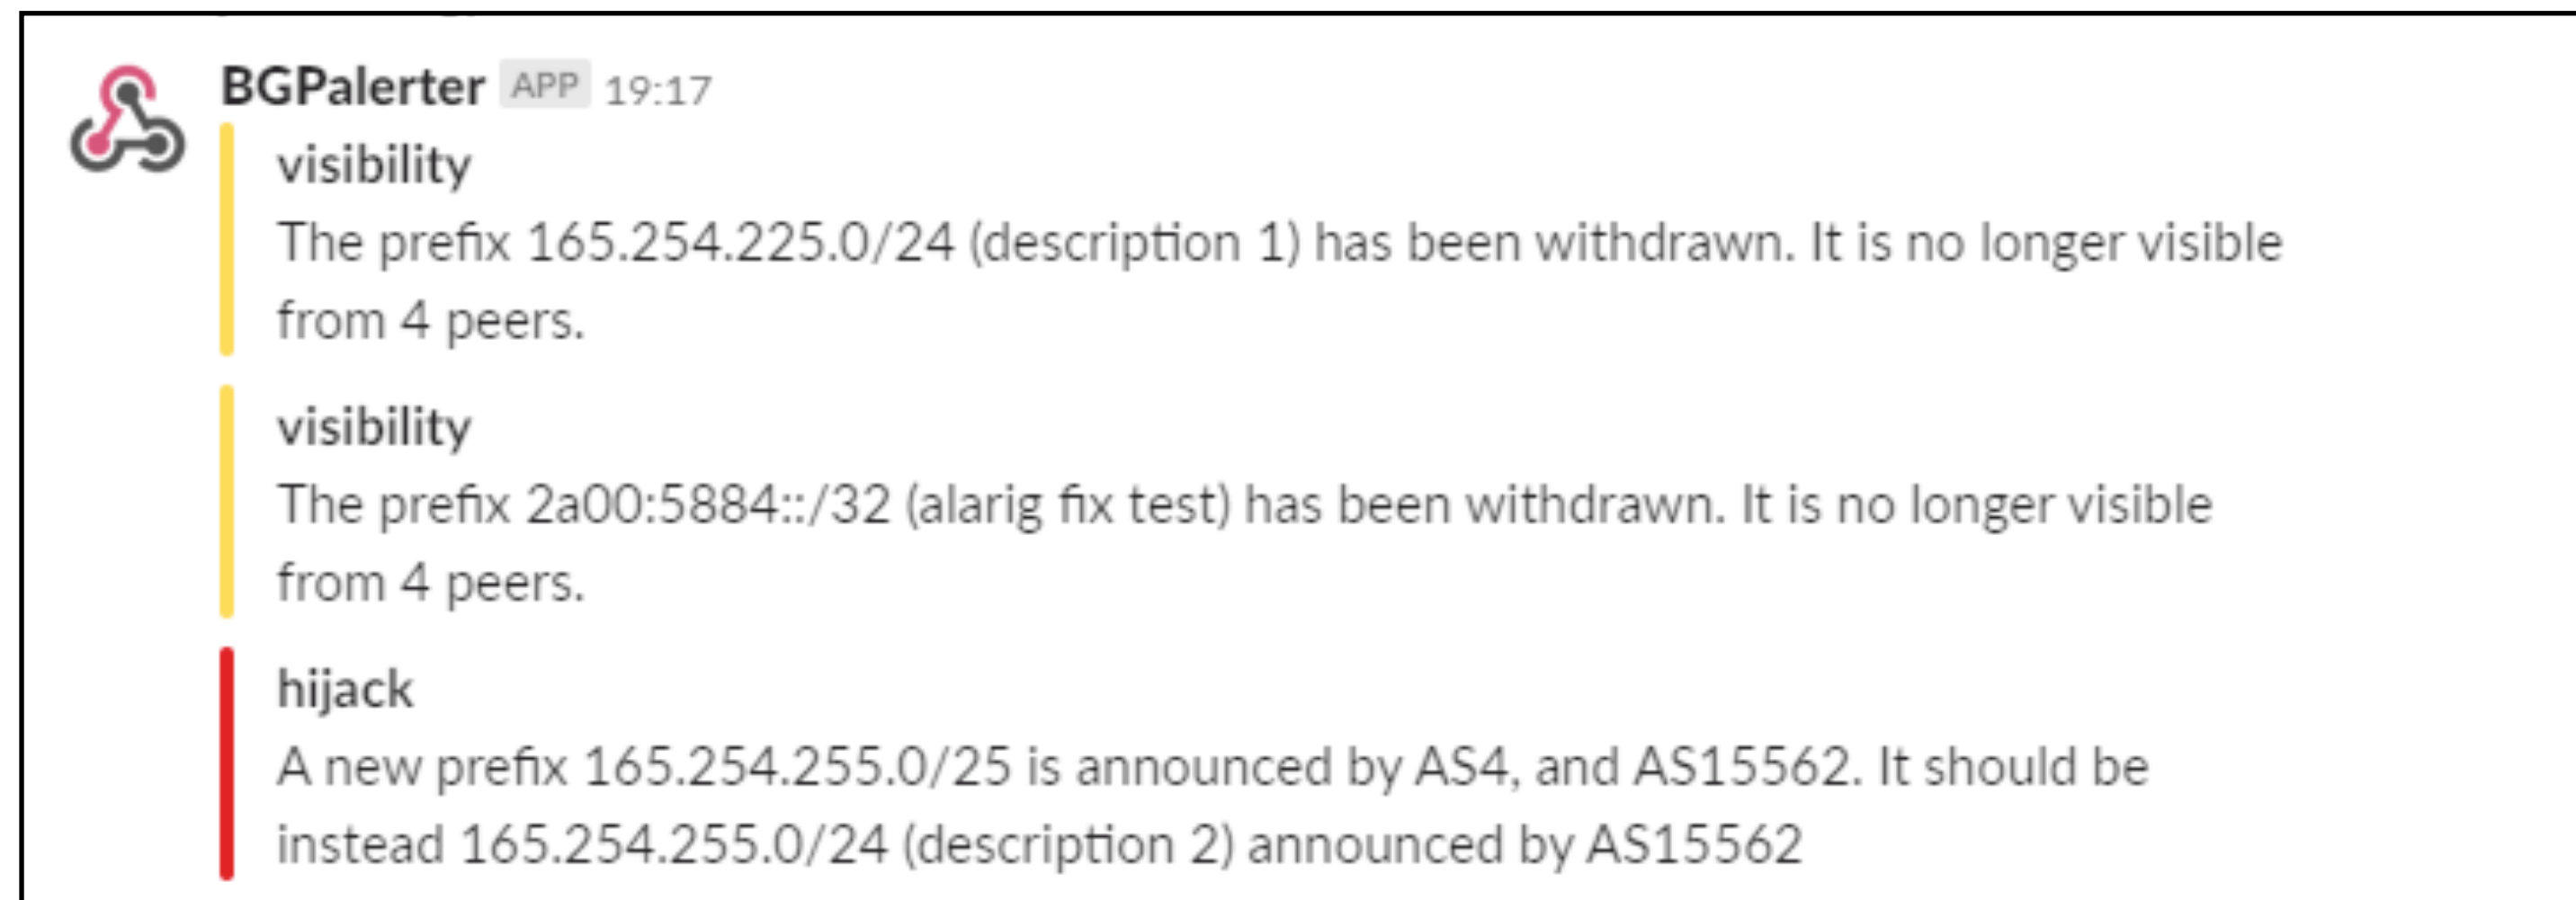 BGPalerter APP 19:17
visibility
The prefix 165.254.225.0/24 (description 1) has been withdrawn. It is no longer visible
from 4 peers.
visibility
The prefix 2a00:5884::/32 (alarig fix test) has been withdrawn. It is no longer visible
from 4 peers.
hijack
A new prefix 165.254.255.0/25 is announced by AS4, and AS15562. It should be
instead 165.254.255.0/24 (description 2) announced by AS15562